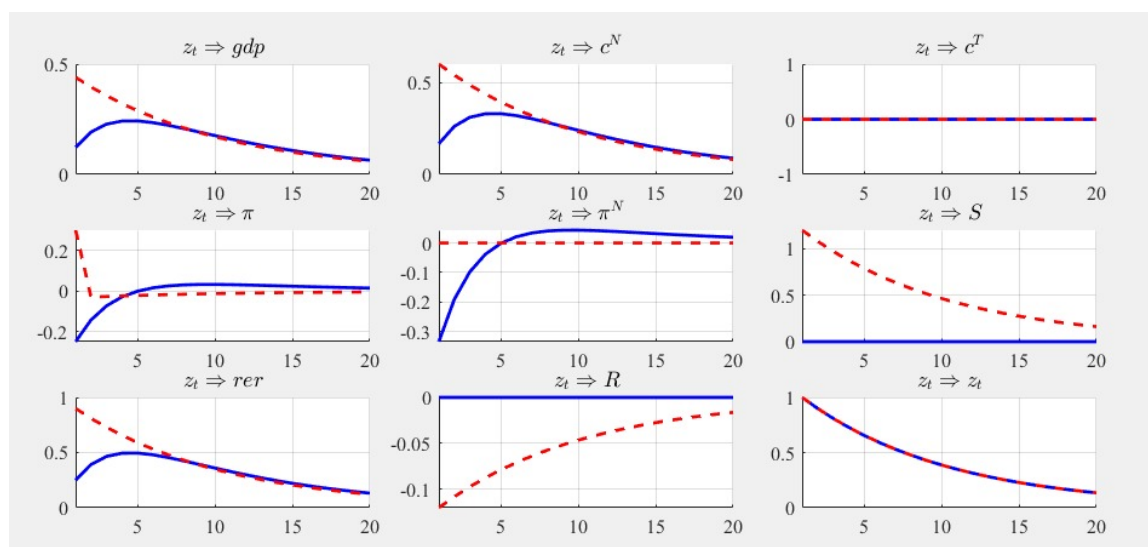 z_t ⇒ gdp z_t ⇒ c^N z_t ⇒ c^T
0.5 0.5 1
0
0 0 -1
5 10 15 20 5 10 15 20 5 10 15 20
z_t ⇒ π z_t ⇒ π^N z_t ⇒ S
0.2 0 1
0 -0.1 0.5
-0.2 -0.2 0
-0.3
5 10 15 20 5 10 15 20 5 10 15 20
z_t ⇒ rer z_t ⇒ R z_t ⇒ z_t
1 0 1
0.5 -0.05 0.5
0 -0.1 0
5 10 15 20 5 10 15 20 5 10 15 20